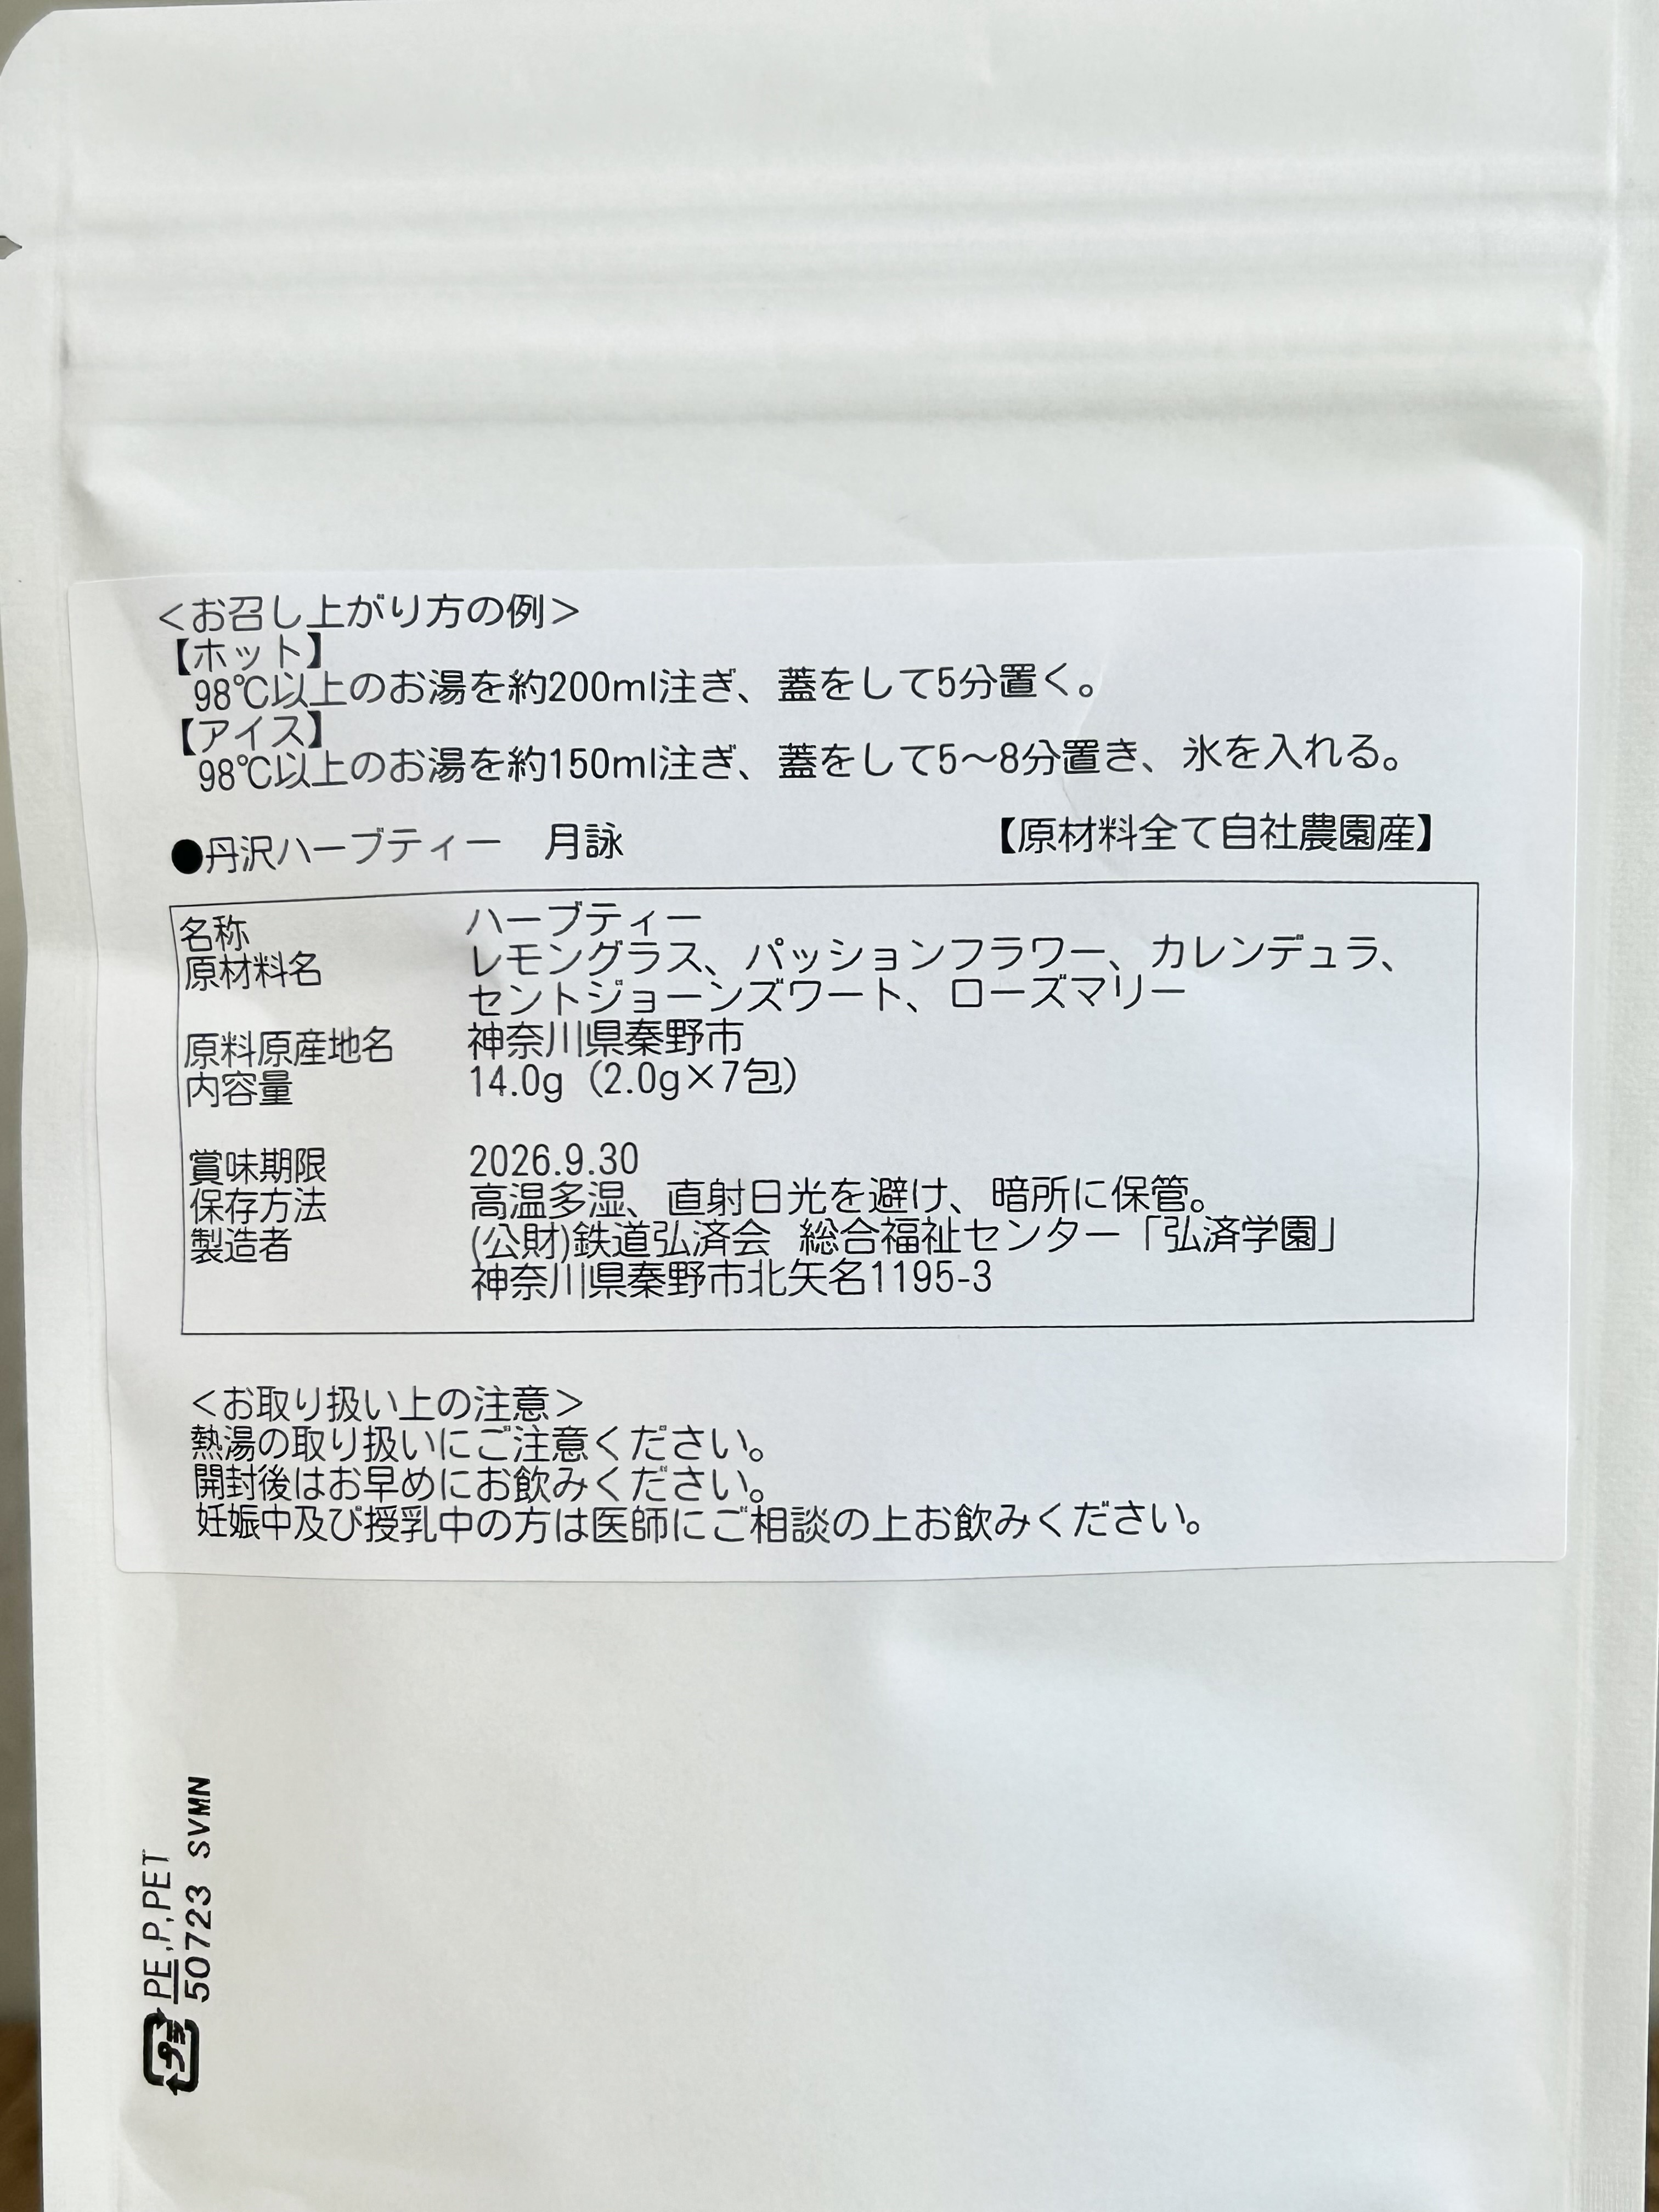 ＜お召し上がり方の例＞
【ホット】
98℃以上のお湯を約200ml注ぎ、蓋をして5分置く。
【アイス】
98℃以上のお湯を約150ml注ぎ、蓋をして5～8分置き、氷を入れる。
●丹沢ハーブティー　月詠　【原材料全て自社農園産】
名称　ハーブティー
原材料名　レモングラス、パッションフラワー、カレンデュラ、
セントジョーンズワート、ローズマリー
原料原産地名　神奈川県秦野市
内容量　14.0g（2.0g×7包）
賞味期限　2026.9.30
保存方法　高温多湿、直射日光を避け、暗所に保管。
製造者　(公財)鉄道弘済会　総合福祉センター「弘済学園」
神奈川県秦野市北矢名1195-3
＜お取り扱い上の注意＞
熱湯の取り扱いにご注意ください。
開封後はお早めにお飲みください。
妊娠中及び授乳中の方は医師にご相談の上お飲みください。
プラ PE,P,PET
50723 SVMN